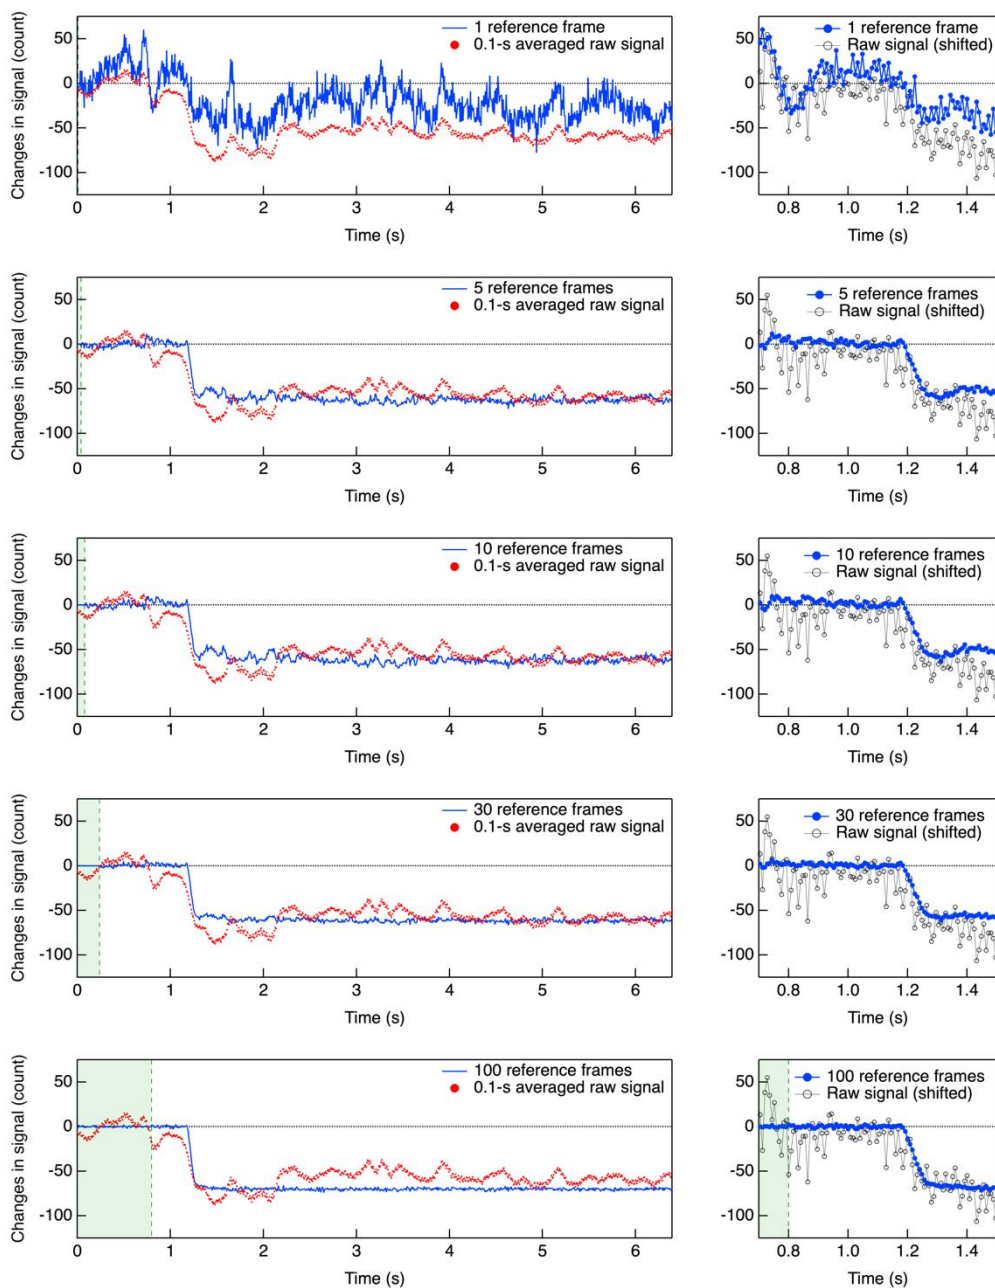 Changes in signal (count)
50
0
-50
-100
1 reference frame
0.1-s averaged raw signal
0 1 2 3 4 5 6
Time (s)
50
0
-50
-100
1 reference frame
Raw signal (shifted)
0.8 1.0 1.2 1.4
Time (s)
Changes in signal (count)
50
0
-50
-100
5 reference frames
0.1-s averaged raw signal
0 1 2 3 4 5 6
Time (s)
50
0
-50
-100
5 reference frames
Raw signal (shifted)
0.8 1.0 1.2 1.4
Time (s)
Changes in signal (count)
50
0
-50
-100
10 reference frames
0.1-s averaged raw signal
0 1 2 3 4 5 6
Time (s)
50
0
-50
-100
10 reference frames
Raw signal (shifted)
0.8 1.0 1.2 1.4
Time (s)
Changes in signal (count)
50
0
-50
-100
30 reference frames
0.1-s averaged raw signal
0 1 2 3 4 5 6
Time (s)
50
0
-50
-100
30 reference frames
Raw signal (shifted)
0.8 1.0 1.2 1.4
Time (s)
Changes in signal (count)
50
0
-50
-100
100 reference frames
0.1-s averaged raw signal
0 1 2 3 4 5 6
Time (s)
50
0
-50
-100
100 reference frames
Raw signal (shifted)
0.8 1.0 1.2 1.4
Time (s)